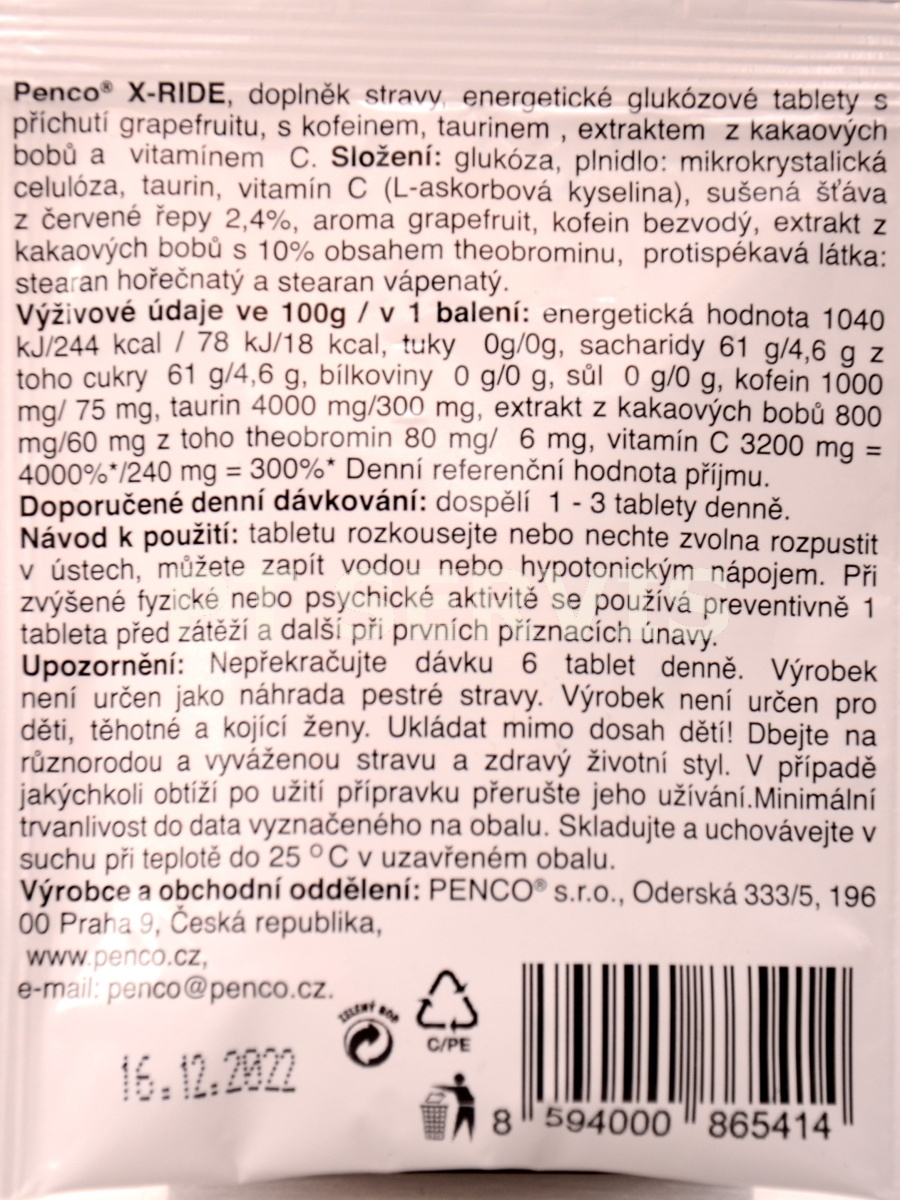 Penco® X-RIDE, doplněk stravy, energetické glukózové tablety s
příchutí grapefruitu, s kofeinem, taurinem , extraktem z kakaových
bobů a vitamínem C. Složení: glukóza, plnidlo: mikrokrystalická
celulóza, taurin, vitamín C (L-askorbová kyselina), sušená šťáva
z červené řepy 2,4%, aroma grapefruit, kofein bezvodý, extrakt z
kakaových bobů s 10% obsahem theobrominu, protispékavá látka:
stearan hořečnatý a stearan vápenatý.
Výživové údaje ve 100g / v 1 balení: energetická hodnota 1040
kJ/244 kcal / 78 kJ/18 kcal, tuky 0g/0g, sacharidy 61 g/4,6 g z
toho cukry 61 g/4,6 g, bílkoviny 0 g/0 g, sůl 0 g/0 g, kofein 1000
mg/ 75 mg, taurin 4000 mg/300 mg, extrakt z kakaových bobů 800
mg/60 mg z toho theobromin 80 mg/ 6 mg, vitamín C 3200 mg =
4000%*/240 mg = 300%* Denní referenční hodnota příjmu.
Doporučené denní dávkování: dospělí 1 - 3 tablety denně.
Návod k použití: tabletu rozkousejte nebo nechte zvolna rozpustit
v ústech, můžete zapít vodou nebo hypotonickým nápojem. Při
zvýšené fyzické nebo psychické aktivitě se používá preventivně 1
tableta před zátěží a další při prvních příznacích únavy.
Upozornění: Nepřekračujte dávku 6 tablet denně. Výrobek
není určen jako náhrada pestré stravy. Výrobek není určen pro
děti, těhotné a kojící ženy. Ukládat mimo dosah dětí! Dbejte na
různorodou a vyváženou stravu a zdravý životní styl. V případě
jakýchkoli obtíží po užití přípravku přerušte jeho užívání.Minimální
trvanlivost do data vyznačeného na obalu. Skladujte a uchovávejte v
suchu při teplotě do 25 °C v uzavřeném obalu.
Výrobce a obchodní oddělení: PENCO® s.r.o., Oderská 333/5, 196
00 Praha 9, Česká republika,
www.penco.cz,
e-mail: penco@penco.cz.
ZELENÝ BOD
C/PE
16.12.2022
8 594000 865414